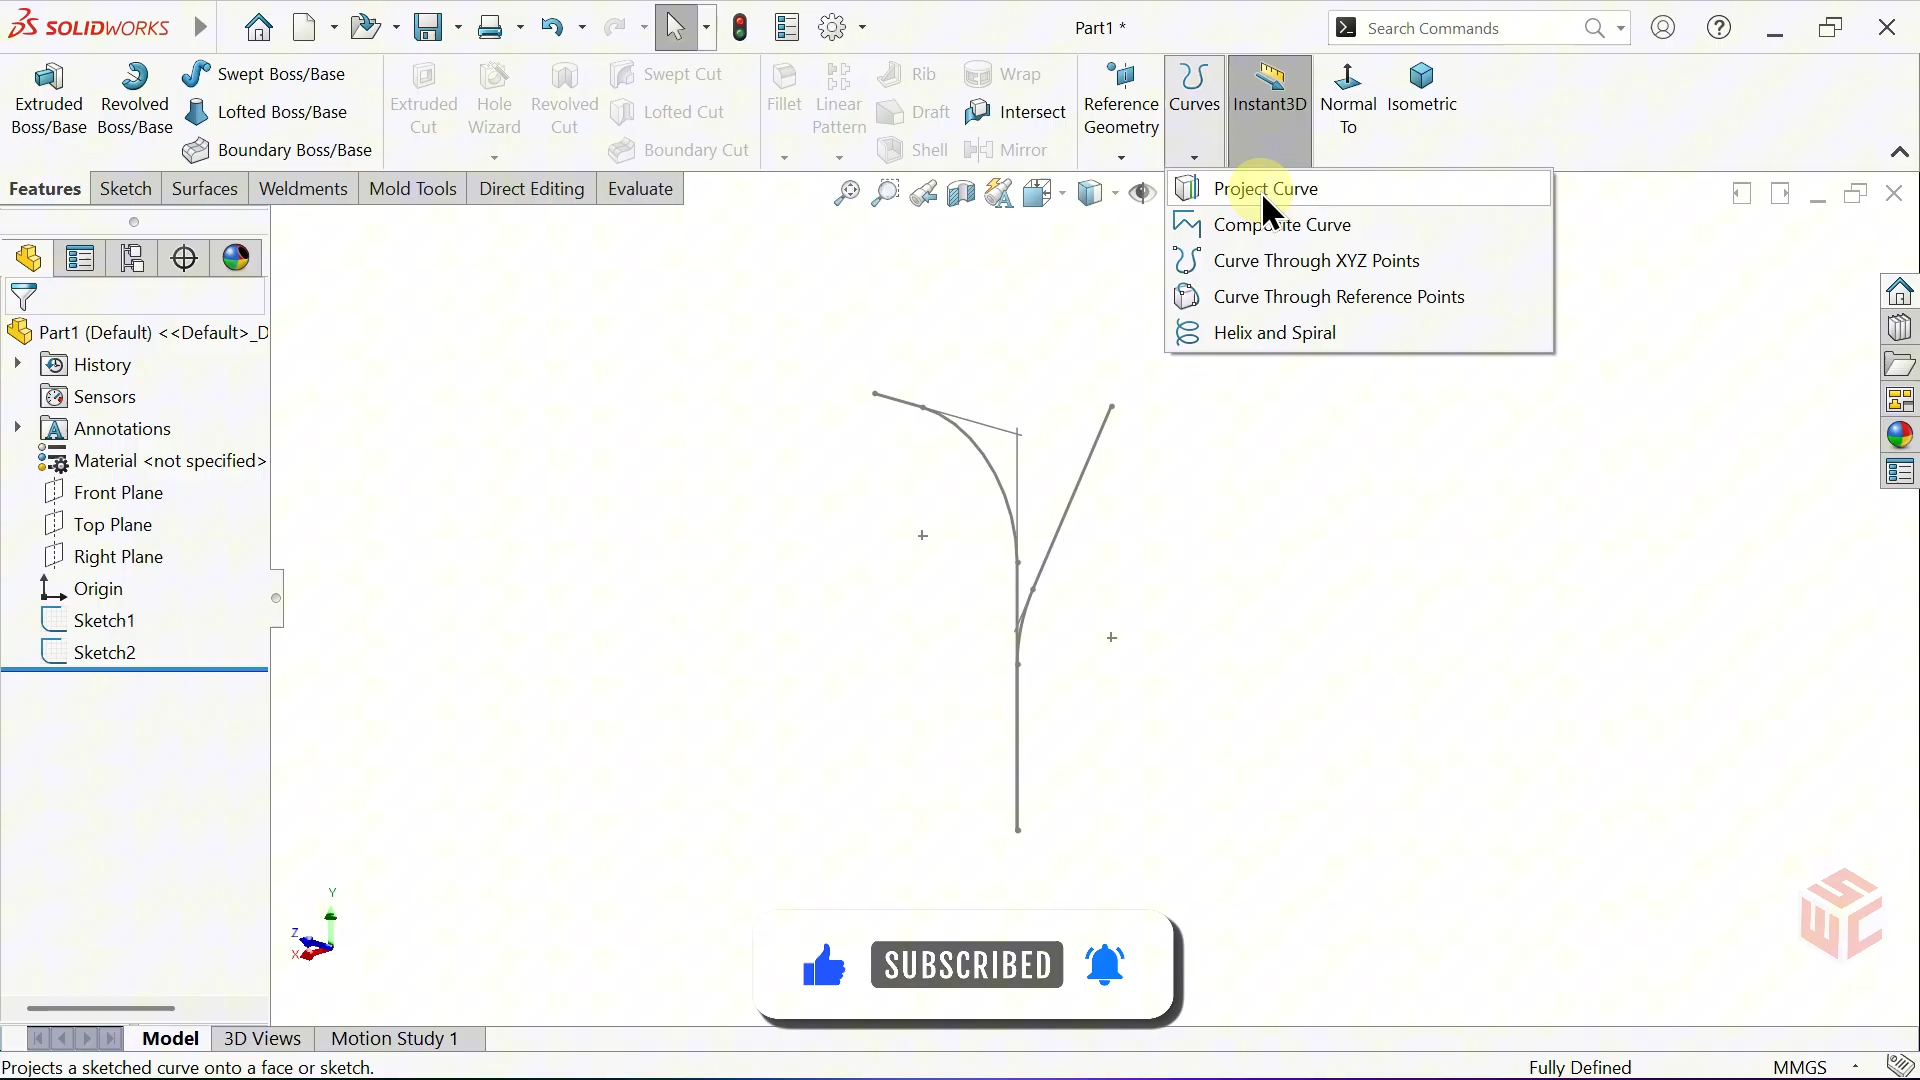 SOLIDWORKS
Part1 *
Search Commands
Extruded
Boss/Base
Revolved
Boss/Base
Swept Boss/Base
Lofted Boss/Base
Boundary Boss/Base
Extruded
Cut
Hole
Wizard
Revolved
Cut
Swept Cut
Lofted Cut
Boundary Cut
Fillet
Linear
Pattern
Rib
Draft
Shell
Wrap
Intersect
Mirror
Reference
Geometry
Curves
Instant3D
Normal
To
Isometric
Features
Sketch
Surfaces
Weldments
Mold Tools
Direct Editing
Evaluate
Project Curve
Composite Curve
Curve Through XYZ Points
Curve Through Reference Points
Helix and Spiral
Part1 (Default) <<Default>_D
History
Sensors
Annotations
Material <not specified>
Front Plane
Top Plane
Right Plane
Origin
Sketch1
Sketch2
Y
Z
X
SUBSCRIBED
SWC
Model
3D Views
Motion Study 1
Projects a sketched curve onto a face or sketch.
Fully Defined
MMGS